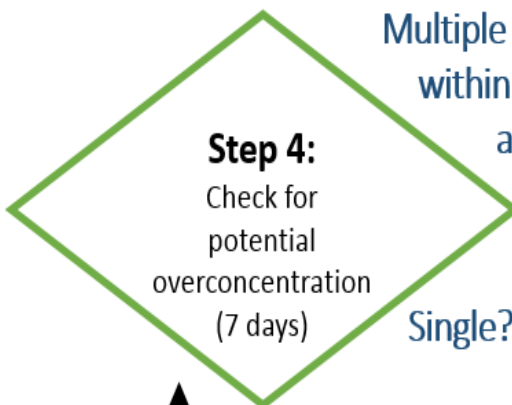 Multiple
within
Step 4:
Check for
potential
overconcentration
(7 days)
Single?